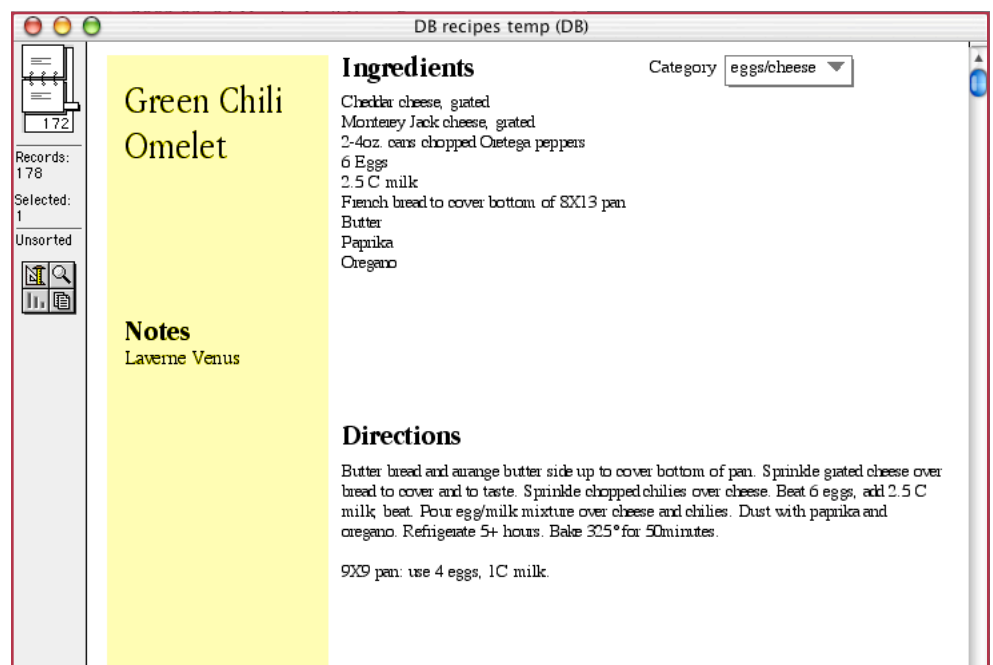 DB recipes temp (DB)
172
Records:
178
Selected:
1
Unsorted
Green Chili
Omelet
Notes
Laverne Venus
Ingredients
Category eggs/cheese
Cheddar cheese, grated
Monterey Jack cheese, grated
2-4oz. cans chopped Oretega peppers
6 Eggs
2.5 C milk
French bread to cover bottom of 8X13 pan
Butter
Paprika
Oregano
Directions
Butter bread and arrange butter side up to cover bottom of pan. Sprinkle grated cheese over
bread to cover and to taste. Sprinkle chopped chilies over cheese. Beat 6 eggs, add 2.5 C
milk, beat. Pour egg/milk mixture over cheese and chilies. Dust with paprika and
oregano. Refrigerate 5+ hours. Bake 325° for 50minutes.
9X9 pan: use 4 eggs, 1C milk.